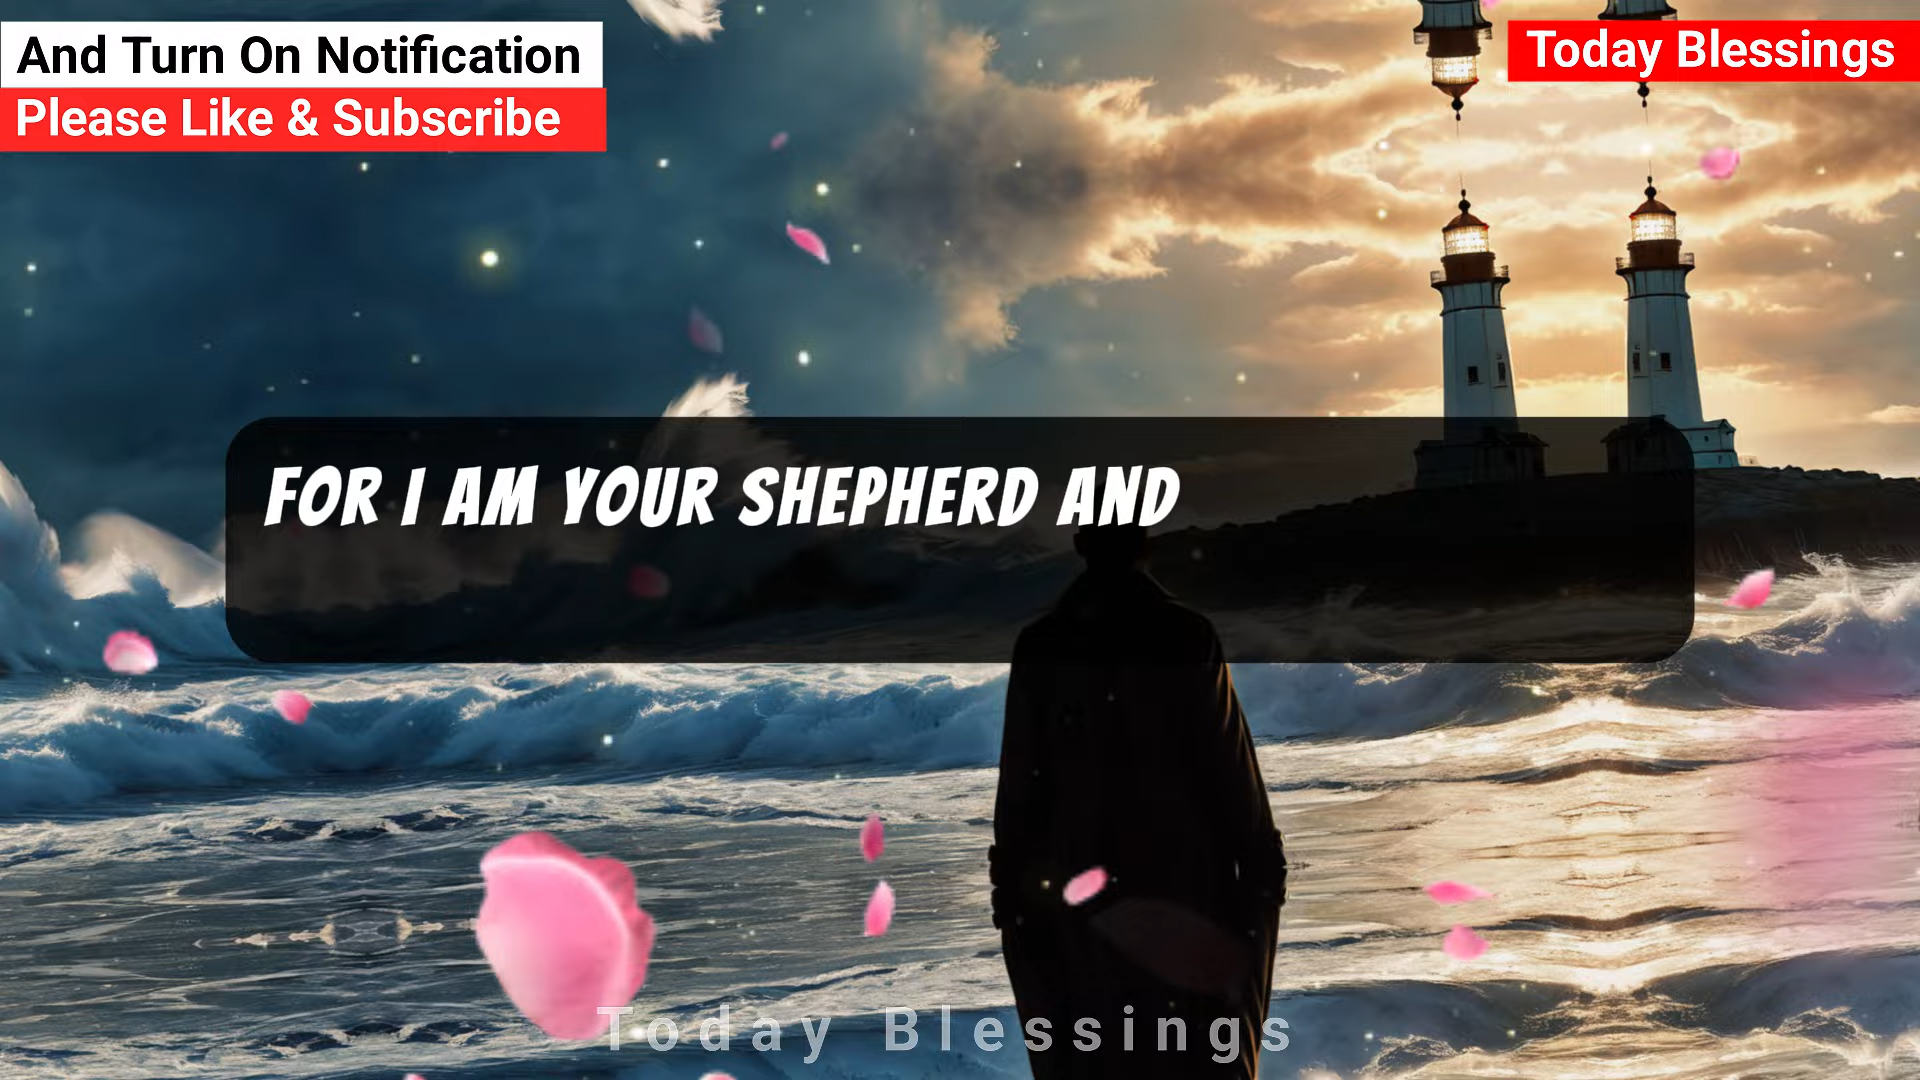 And Turn On Notification
Please Like & Subscribe
Today Blessings
FOR I AM YOUR SHEPHERD AND
Today Blessings